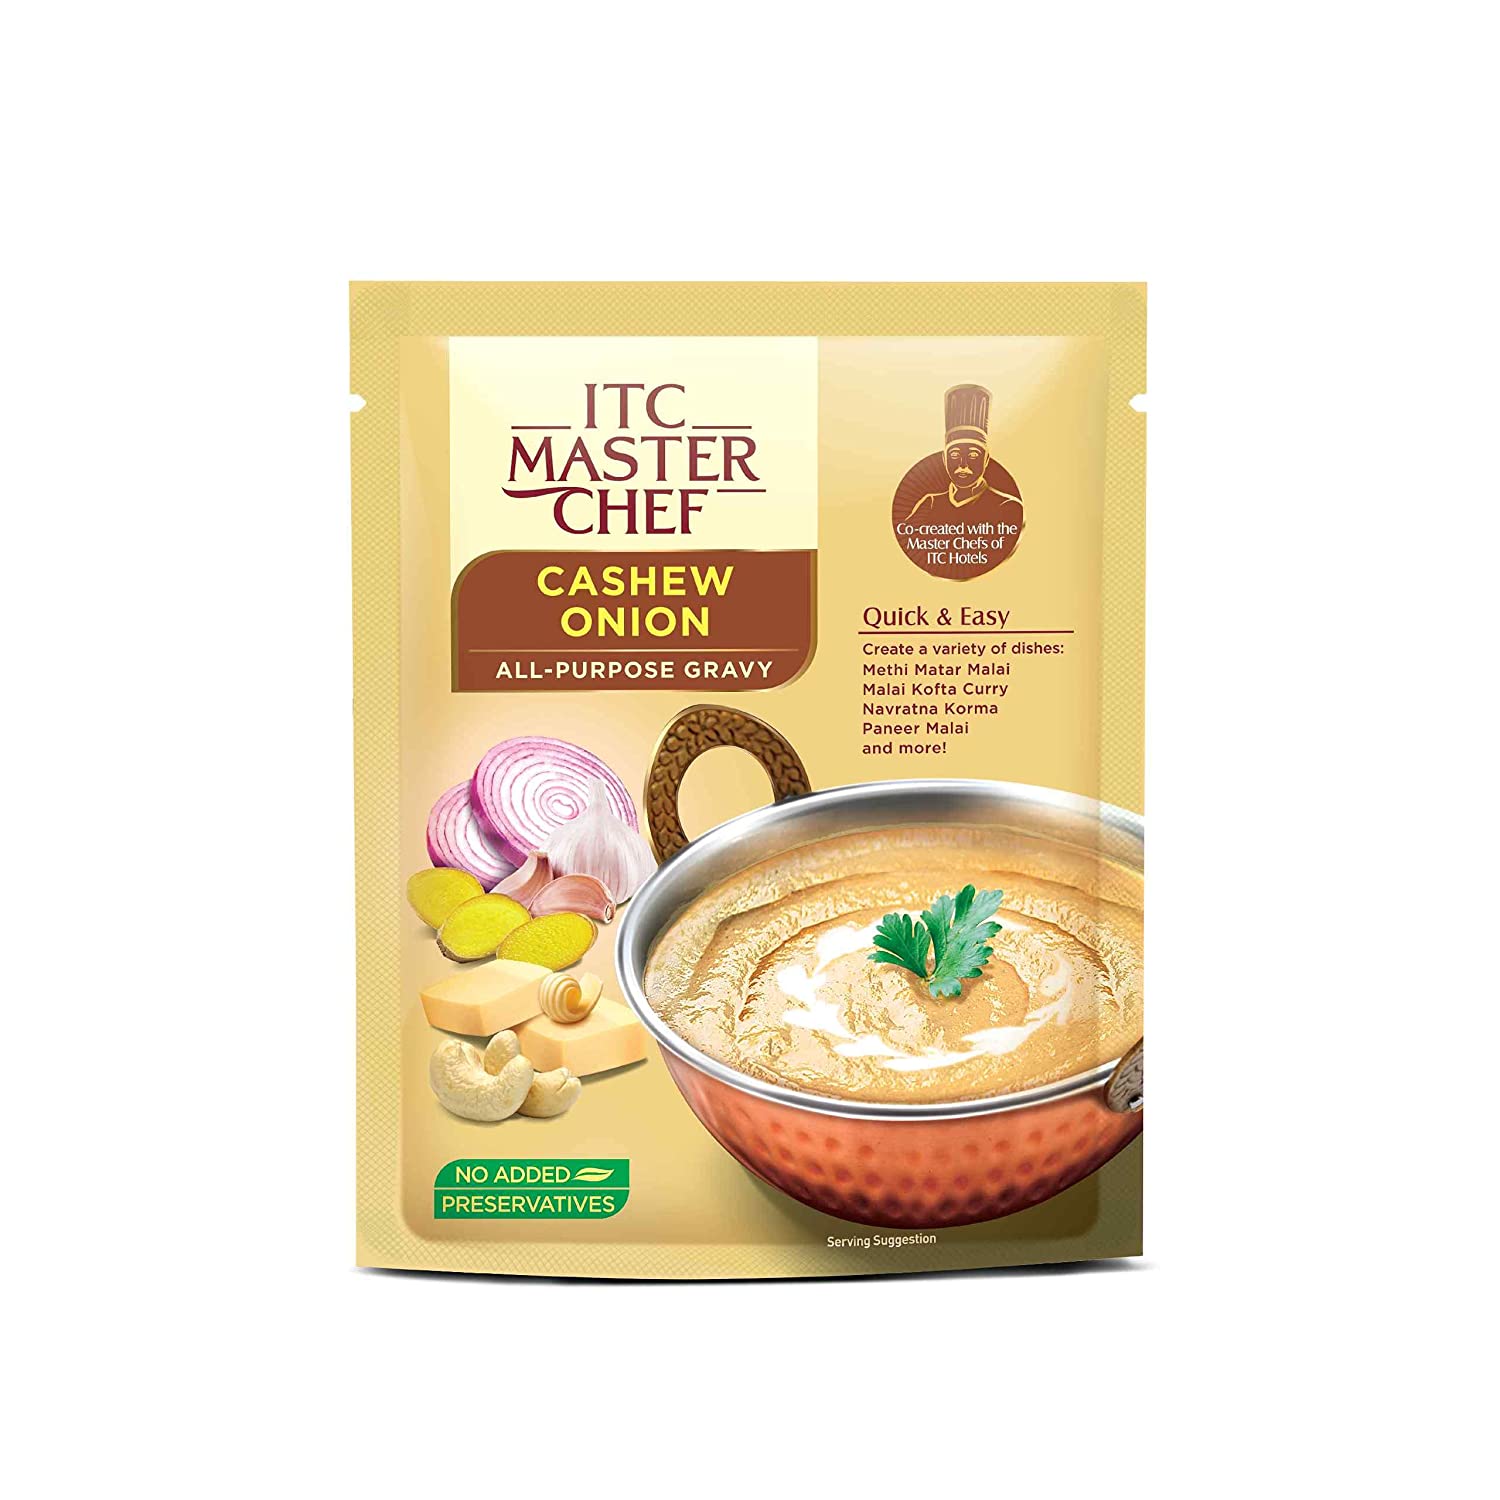 ITC
MASTER
CHEF
CASHEW
ONION
ALL-PURPOSE GRAVY
Co-created with the
Master Chefs of
ITC Hotels
Quick & Easy
Create a variety of dishes:
Methi Matar Malai
Malai Kofta Curry
Navratna Korma
Paneer Malai
and more!
NO ADDED
PRESERVATIVES
Serving Suggestion